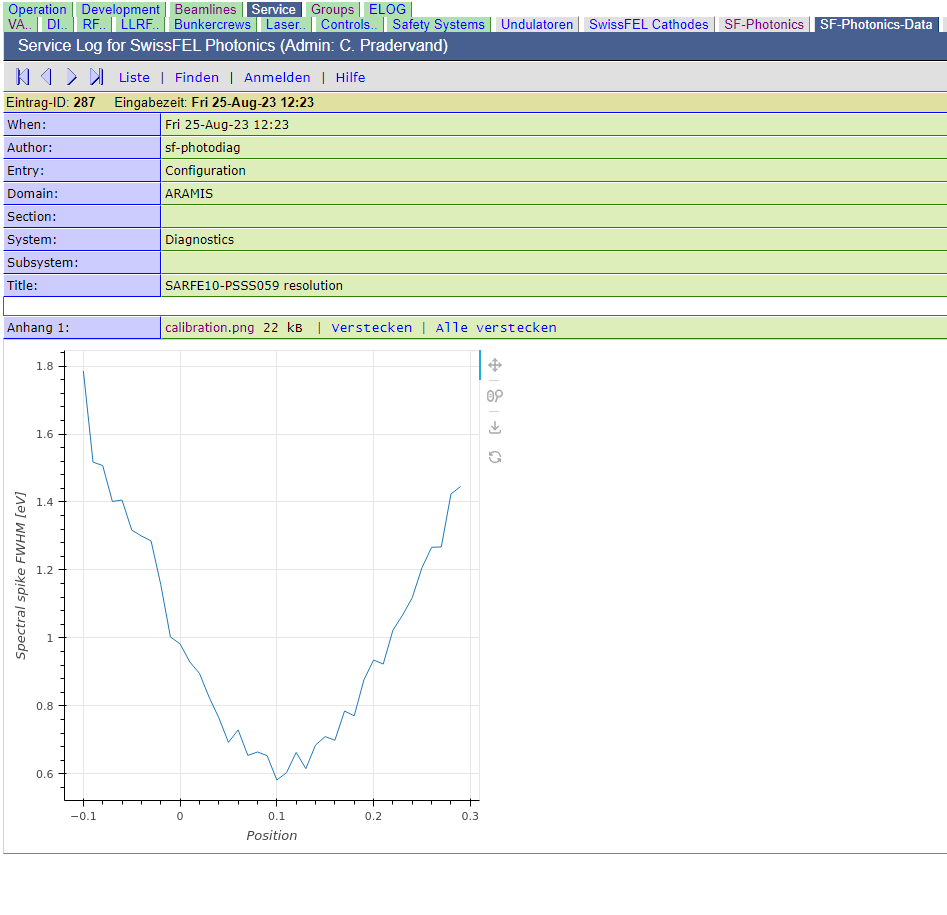 Operation Development Beamlines Service Groups ELOG
VA.. DI.. RF.. LLRF.. Bunkercrews Laser.. Controls.. Safety Systems Undulatoren SwissFEL Cathodes SF-Photonics SF-Photonics-Data
Service Log for SwissFEL Photonics (Admin: C. Pradervand)
Liste | Finden | Anmelden | Hilfe
Eintrag-ID: 287 Eingabezeit: Fri 25-Aug-23 12:23
When: Fri 25-Aug-23 12:23
Author: sf-photodiag
Entry: Configuration
Domain: ARAMIS
Section:
System: Diagnostics
Subsystem:
Title: SARFE10-PSSS059 resolution
Anhang 1: calibration.png 22 kB | Verstecken | Alle verstecken
1.8
1.6
1.4
1.2
1
0.8
0.6
Spectral spike FWHM [eV]
−0.1 0 0.1 0.2 0.3
Position